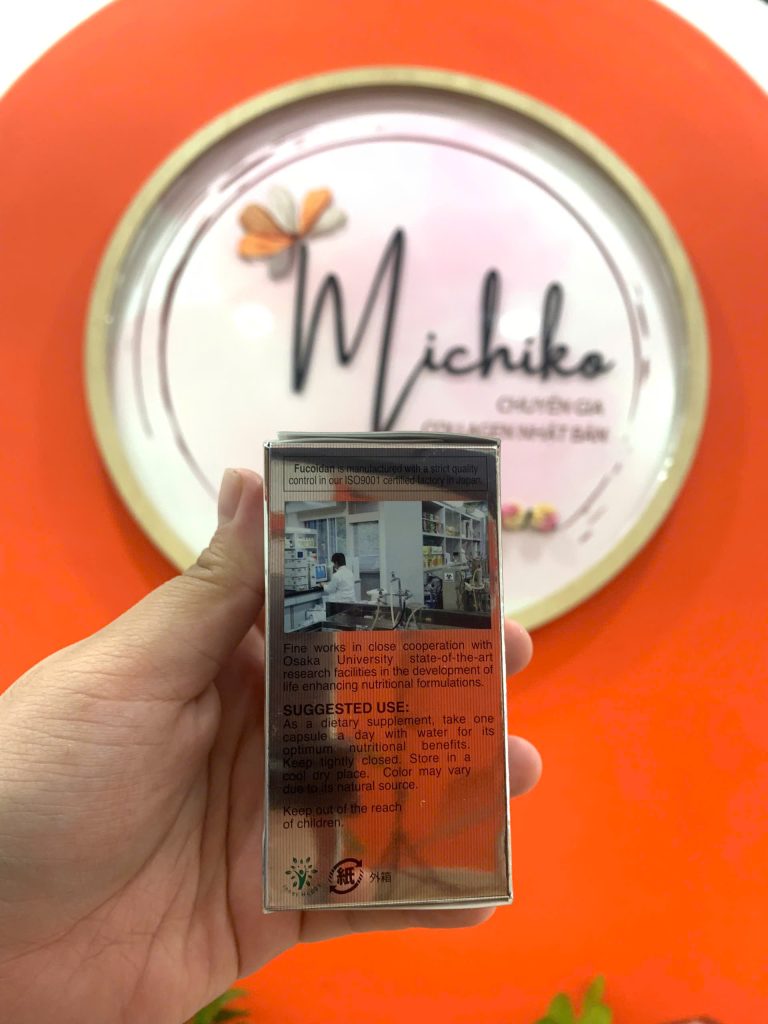 Michiko
CHUYÊN GIA
COLLAGEN NHẬT BẢN
Fucoidan is manufactured with a strict quality
control in our ISO9001 certified factory in Japan.
Fine works in close cooperation with
Osaka University state-of-the-art
research facilities in the development of
life enhancing nutritional formulations.
SUGGESTED USE:
As a dietary supplement, take one
capsule a day with water for its
optimum nutritional benefits.
Keep tightly closed. Store in a
cool dry place. Color may vary
due to its natural source.
Keep out of the reach
of children.
紙
外箱